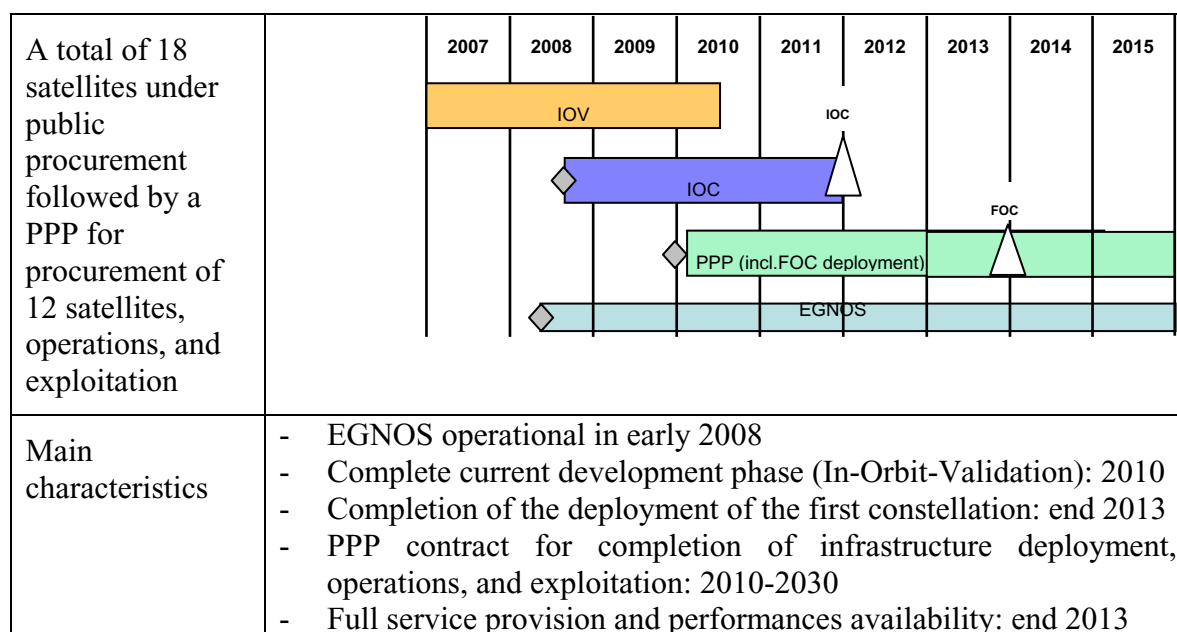 A total of 18
satellites under
public
procurement
followed by a
PPP for
procurement of
12 satellites,
operations, and
exploitation
2007 2008 2009 2010 2011 2012 2013 2014 2015
IOV
IOC
IOC
FOC
PPP (incl.FOC deployment)
EGNOS
Main
characteristics
- EGNOS operational in early 2008
- Complete current development phase (In-Orbit-Validation): 2010
- Completion of the deployment of the first constellation: end 2013
- PPP contract for completion of infrastructure deployment,
operations, and exploitation: 2010-2030
- Full service provision and performances availability: end 2013